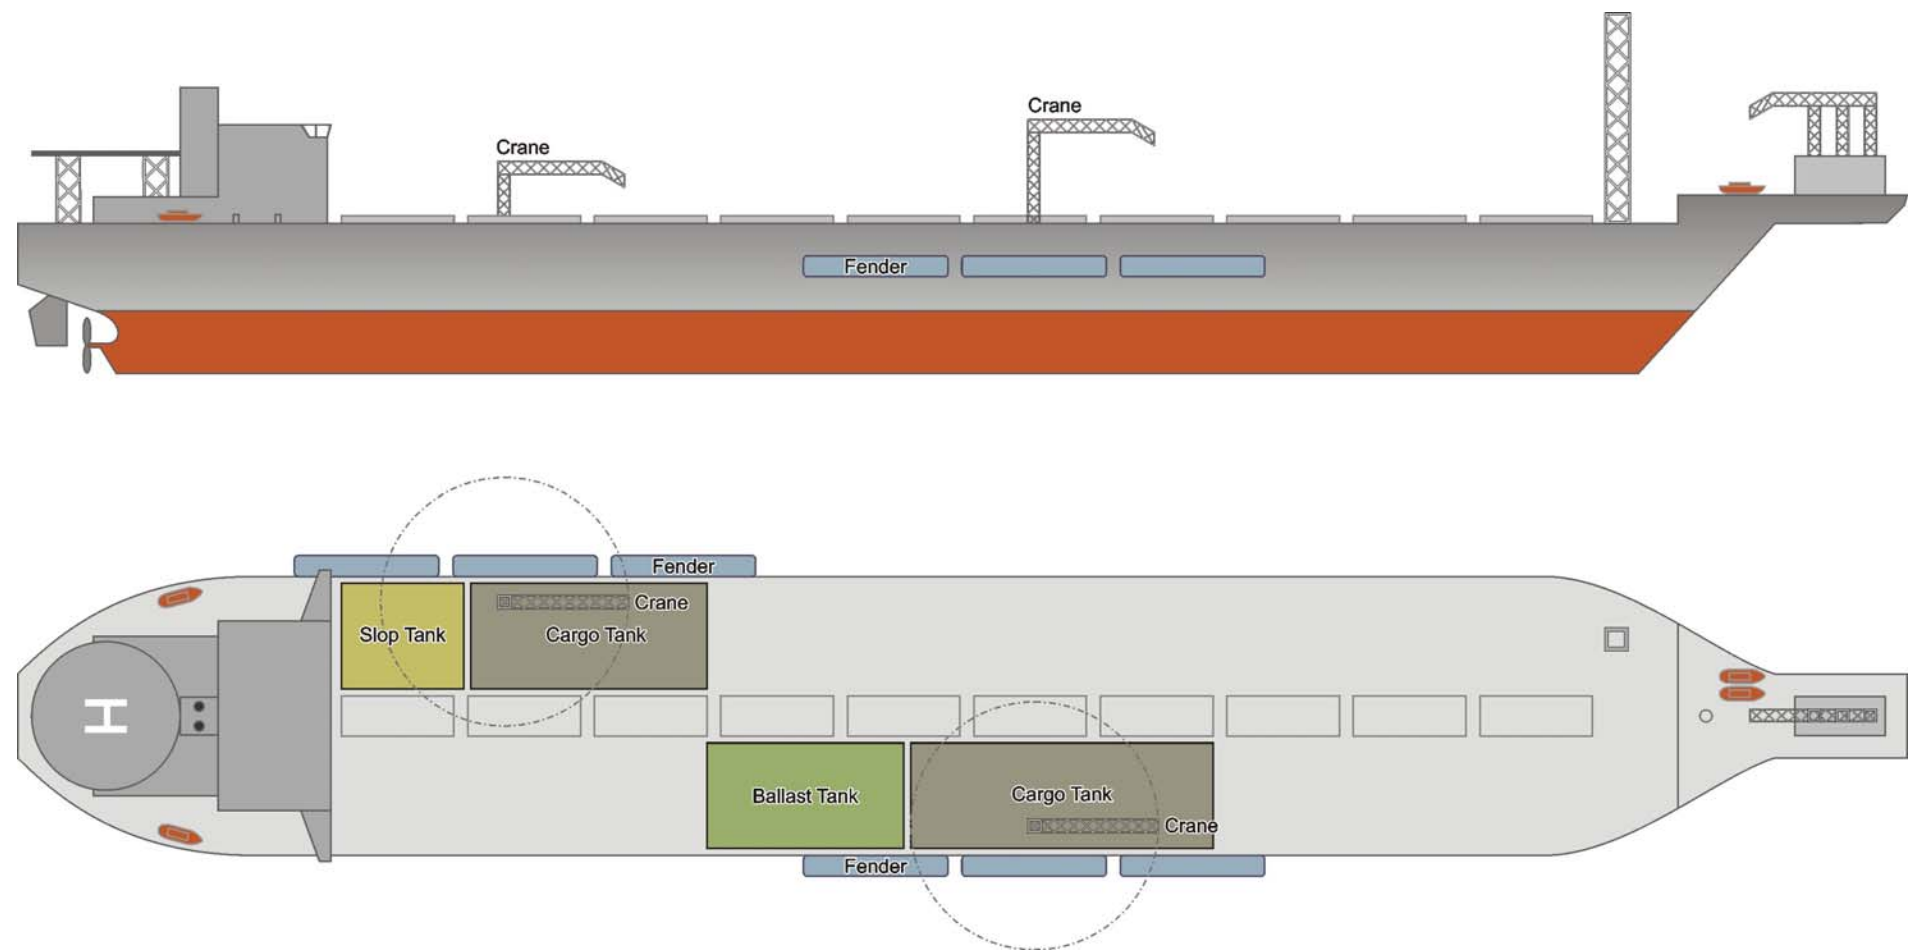 Crane
Crane
Fender
Fender
Crane
Slop Tank
Cargo Tank
H
Ballast Tank
Cargo Tank
Crane
Fender